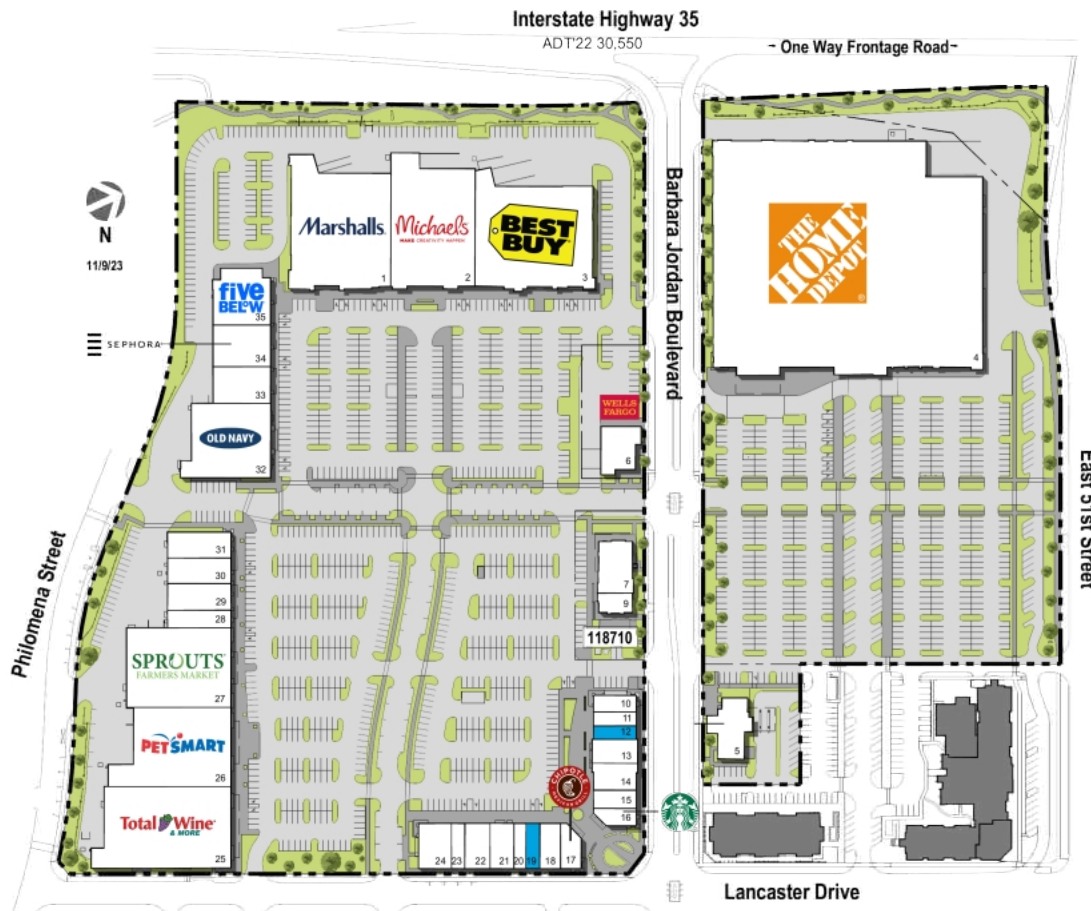 Interstate Highway 35
ADT'22 30,550
- One Way Frontage Road-
N
11/9/23
Marshalls.
Michaels
MAKE CREATIVITY HAPPEN
BEST
BUY
1
2
3
Barbara Jordan Boulevard
THE
HOME
DEPOT
4
five
BEL°W
35
SEPHORA
34
33
OLD NAVY
32
WELLS
FARGO
6
East 51st Street
Philomena Street
31
30
29
28
SPROUTS
FARMERS MARKET
27
PETSMART
26
Total Wine
& MORE
25
7
9
118710
10
11
12
13
14
15
16
5
CHIPOTLE
MEXICAN GRILL
24
23
22
21
20
19
18
17
Lancaster Drive